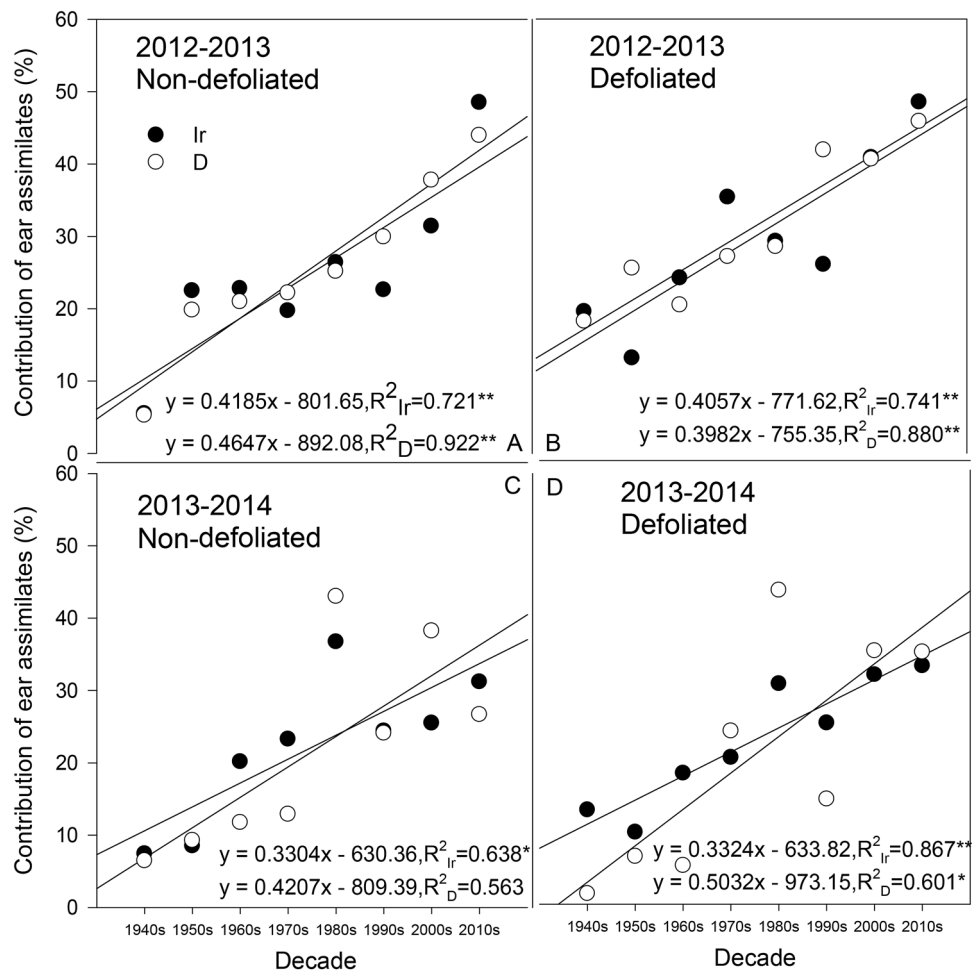 Contribution of ear assimilates (%)
60
50
40
30
20
10
0
2012-2013
Non-defoliated
Ir
D
y = 0.4185x - 801.65,R2Ir=0.721**
y = 0.4647x - 892.08,R2D=0.922**
A
2012-2013
Defoliated
y = 0.4057x - 771.62,R2Ir=0.741**
y = 0.3982x - 755.35,R2D=0.880**
B
Contribution of ear assimilates (%)
60
50
40
30
20
10
0
2013-2014
Non-defoliated
C
y = 0.3304x - 630.36,R2Ir=0.638*
y = 0.4207x - 809.39,R2D=0.563
1940s 1950s 1960s 1970s 1980s 1990s 2000s 2010s
Decade
D
2013-2014
Defoliated
y = 0.3324x - 633.82,R2Ir=0.867**
y = 0.5032x - 973.15,R2D=0.601*
1940s 1950s 1960s 1970s 1980s 1990s 2000s 2010s
Decade